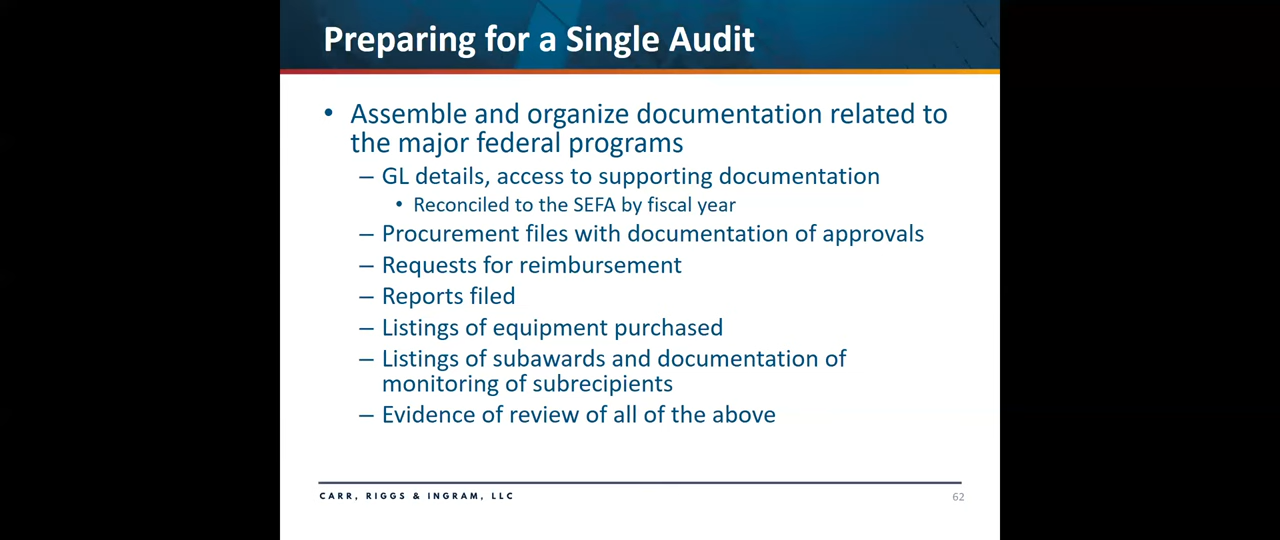 Preparing for a Single Audit
• Assemble and organize documentation related to
the major federal programs
– GL details, access to supporting documentation
• Reconciled to the SEFA by fiscal year
– Procurement files with documentation of approvals
– Requests for reimbursement
– Reports filed
– Listings of equipment purchased
– Listings of subawards and documentation of
monitoring of subrecipients
– Evidence of review of all of the above
CARR, RIGGS & INGRAM, LLC
62